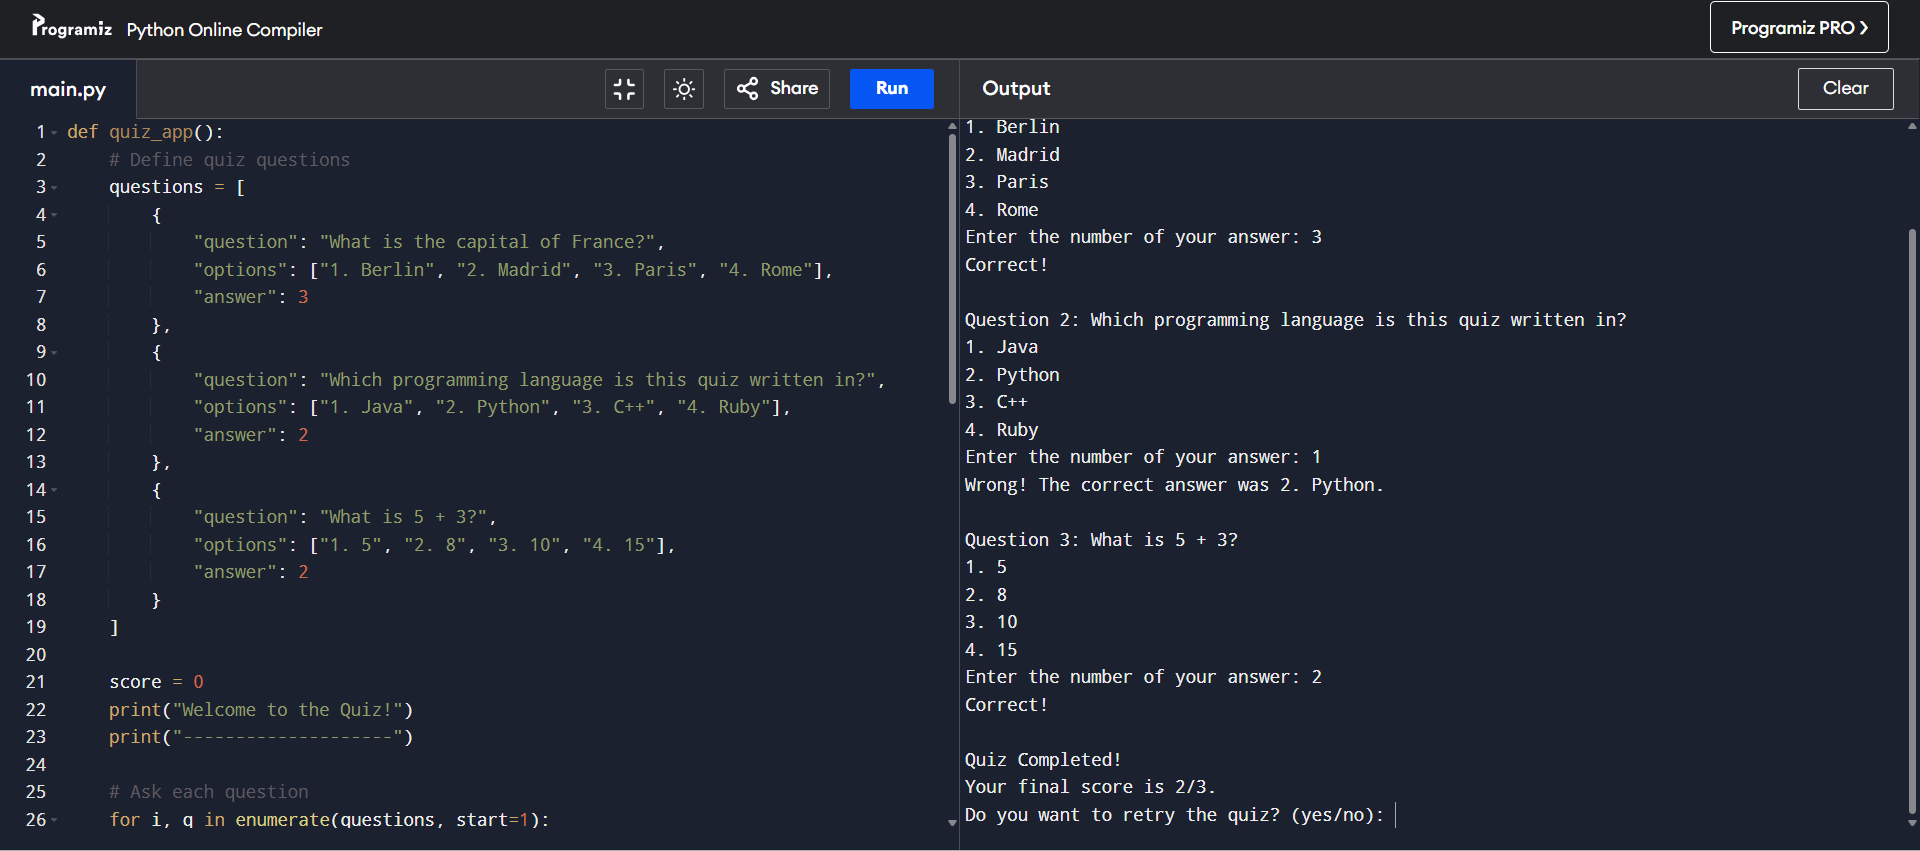 Programiz Python Online Compiler
Programiz PRO ❯
main.py
Share
Run
1 def quiz_app():
2     # Define quiz questions
3     questions = [
4         {
5             "question": "What is the capital of France?",
6             "options": ["1. Berlin", "2. Madrid", "3. Paris", "4. Rome"],
7             "answer": 3
8         },
9         {
10             "question": "Which programming language is this quiz written in?",
11             "options": ["1. Java", "2. Python", "3. C++", "4. Ruby"],
12             "answer": 2
13         },
14         {
15             "question": "What is 5 + 3?",
16             "options": ["1. 5", "2. 8", "3. 10", "4. 15"],
17             "answer": 2
18         }
19     ]
20
21     score = 0
22     print("Welcome to the Quiz!")
23     print("--------------------")
24
25     # Ask each question
26     for i, q in enumerate(questions, start=1):
Output
Clear
1. Berlin
2. Madrid
3. Paris
4. Rome
Enter the number of your answer: 3
Correct!
Question 2: Which programming language is this quiz written in?
1. Java
2. Python
3. C++
4. Ruby
Enter the number of your answer: 1
Wrong! The correct answer was 2. Python.
Question 3: What is 5 + 3?
1. 5
2. 8
3. 10
4. 15
Enter the number of your answer: 2
Correct!
Quiz Completed!
Your final score is 2/3.
Do you want to retry the quiz? (yes/no):